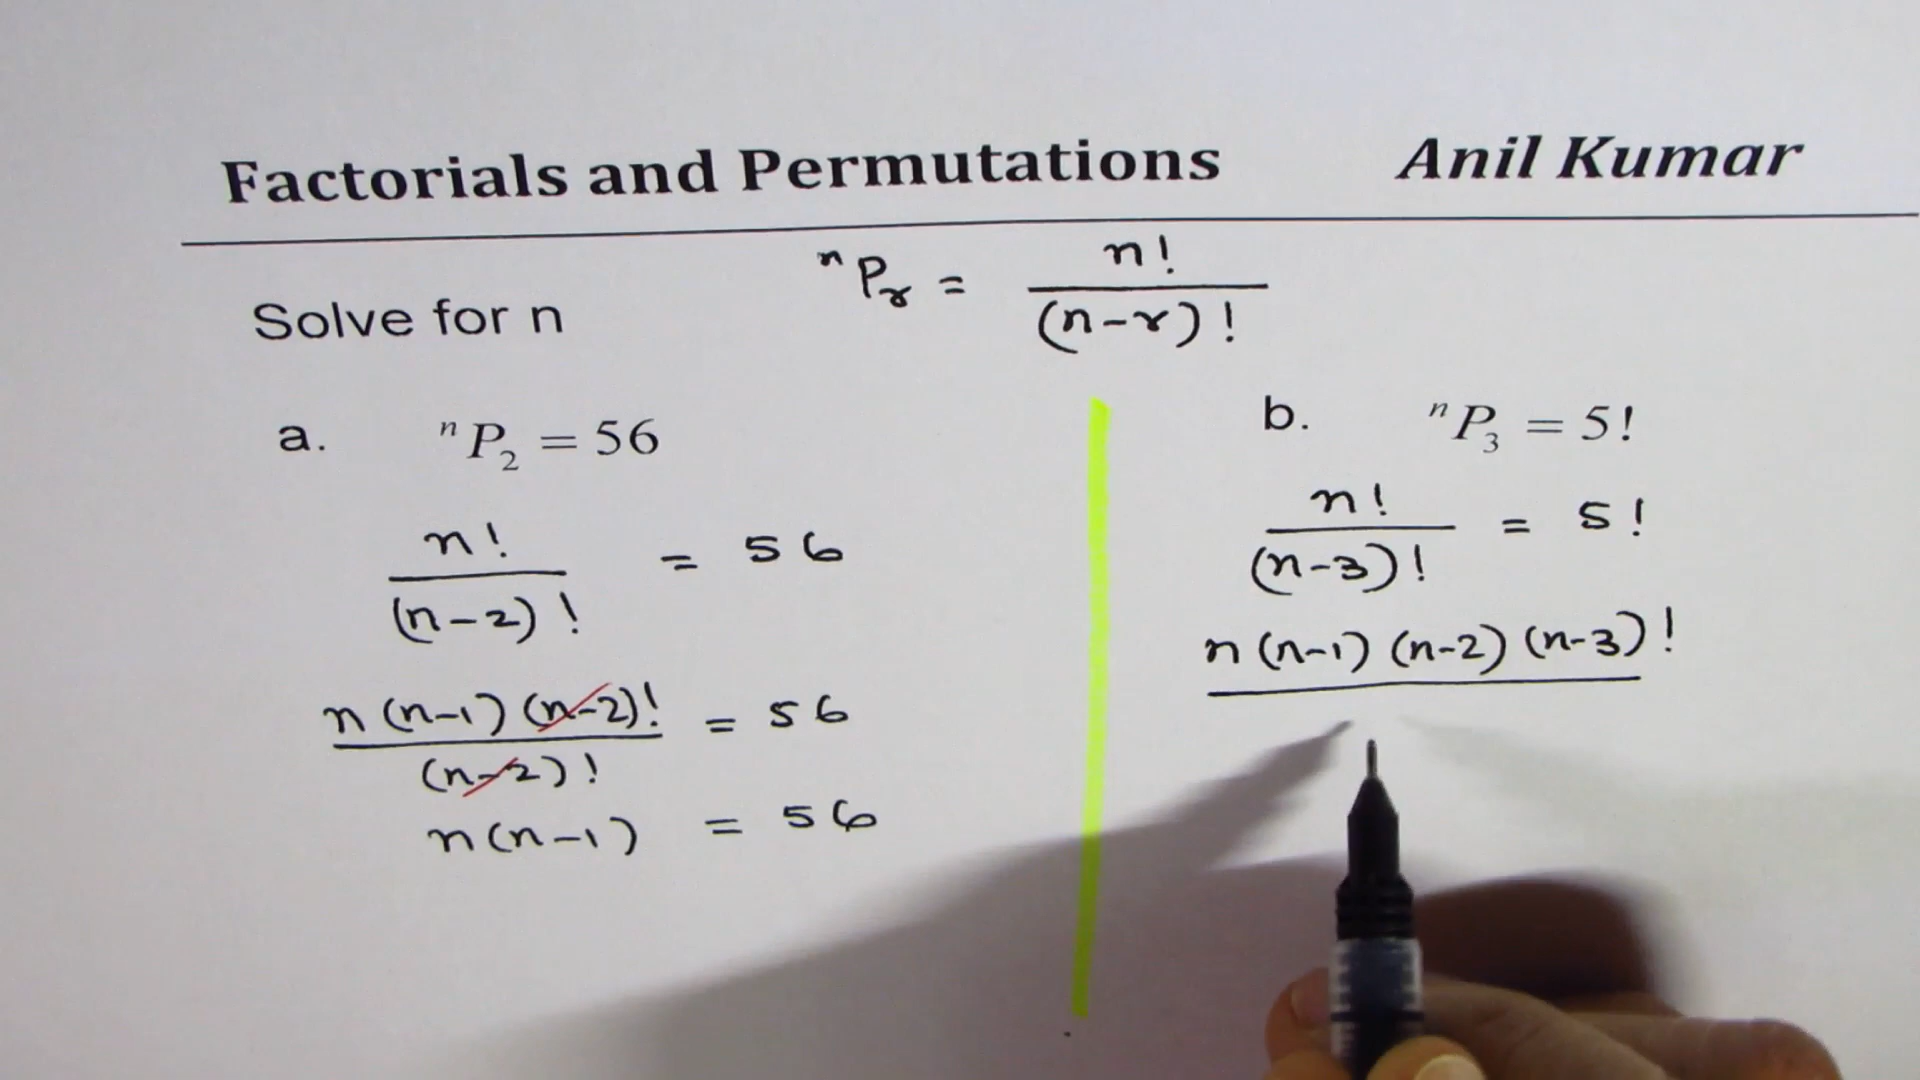 Factorials and Permutations Anil Kumar
Solve for n
ⁿPᵣ = n! / (n-r)!
a. ⁿP₂ = 56
n! / (n-2)! = 56
n(n-1)(n-2)! / (n-2)! = 56
n(n-1) = 56
b. ⁿP₃ = 5!
n! / (n-3)! = 5!
n(n-1)(n-2)(n-3)!